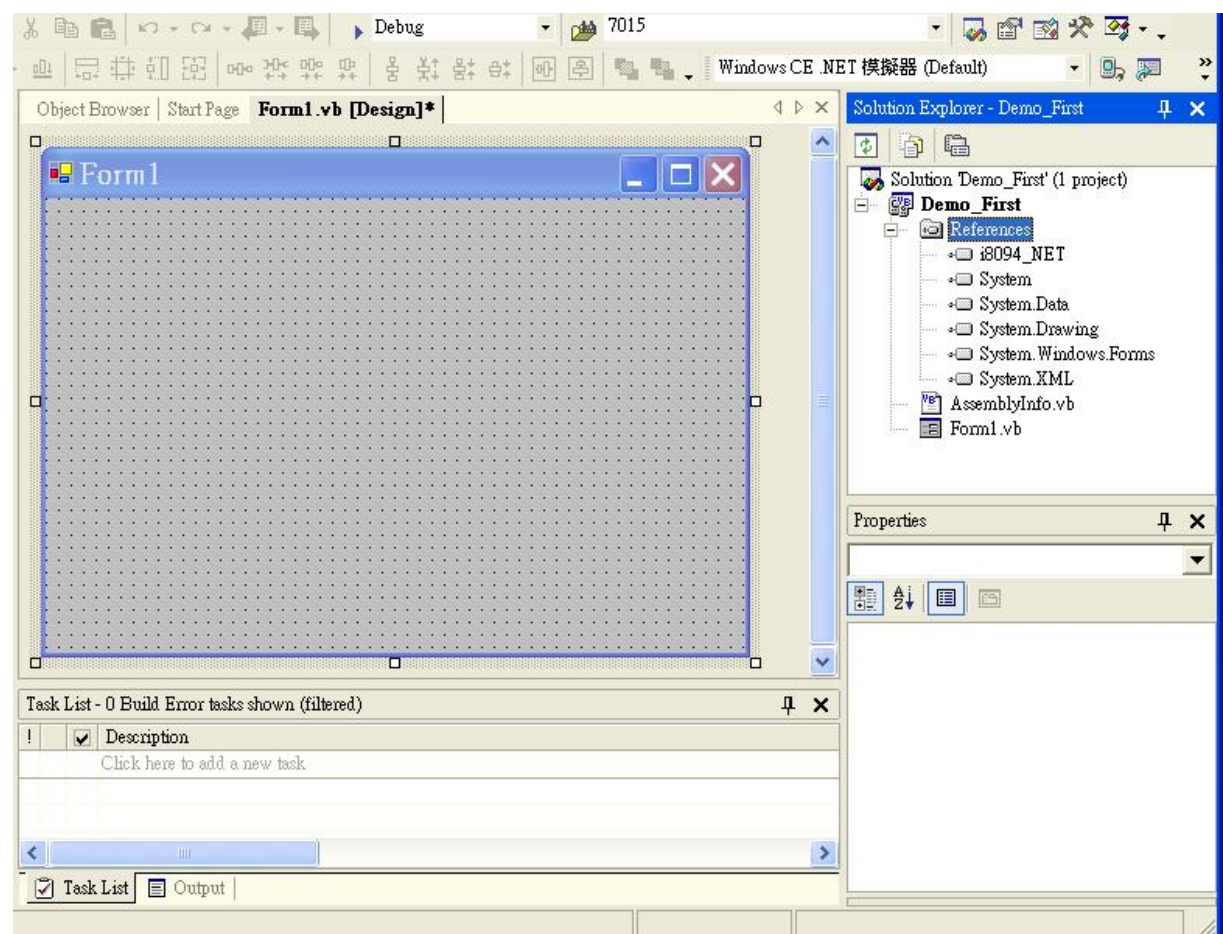 Debug 7015
Windows CE .NET 模擬器 (Default)
Object Browser Start Page Form1.vb [Design]*
Form1
Task List - 0 Build Error tasks shown (filtered)
! Description
Click here to add a new task
Task List Output
Solution Explorer - Demo_First
Solution 'Demo_First' (1 project)
Demo_First
References
i8094_NET
System
System.Data
System.Drawing
System.Windows.Forms
System.XML
AssemblyInfo.vb
Form1.vb
Properties